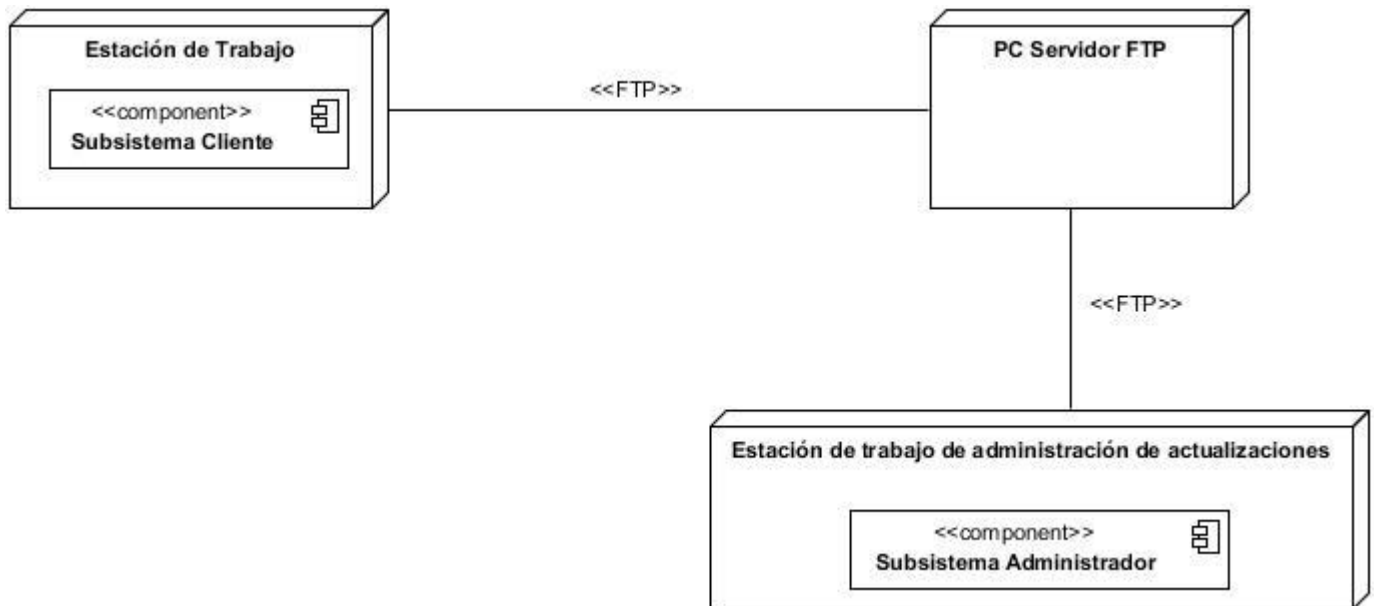 Estación de Trabajo
<<component>>
Subsistema Cliente
<<FTP>>
PC Servidor FTP
<<FTP>>
Estación de trabajo de administración de actualizaciones
<<component>>
Subsistema Administrador